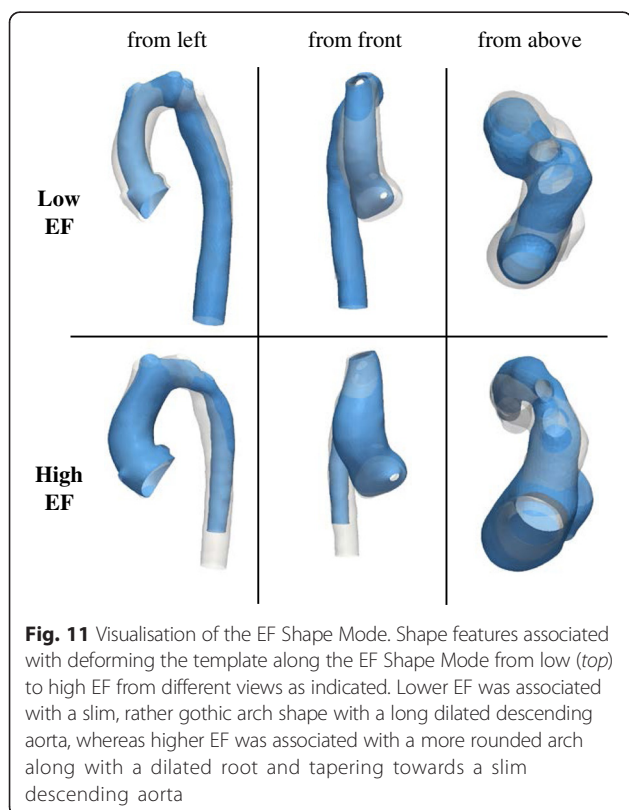 from left from front from above
Low
EF
High
EF
Fig. 11 Visualisation of the EF Shape Mode. Shape features associated
with deforming the template along the EF Shape Mode from low (top)
to high EF from different views as indicated. Lower EF was associated
with a slim, rather gothic arch shape with a long dilated descending
aorta, whereas higher EF was associated with a more rounded arch
along with a dilated root and tapering towards a slim
descending aorta